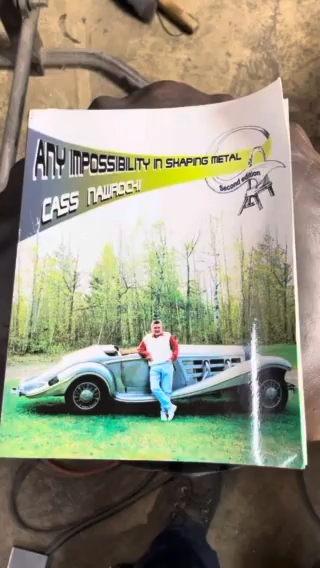 ANY IMPOSSIBILITY IN SHAPING METAL
Second edition
CASS NAWROCKI